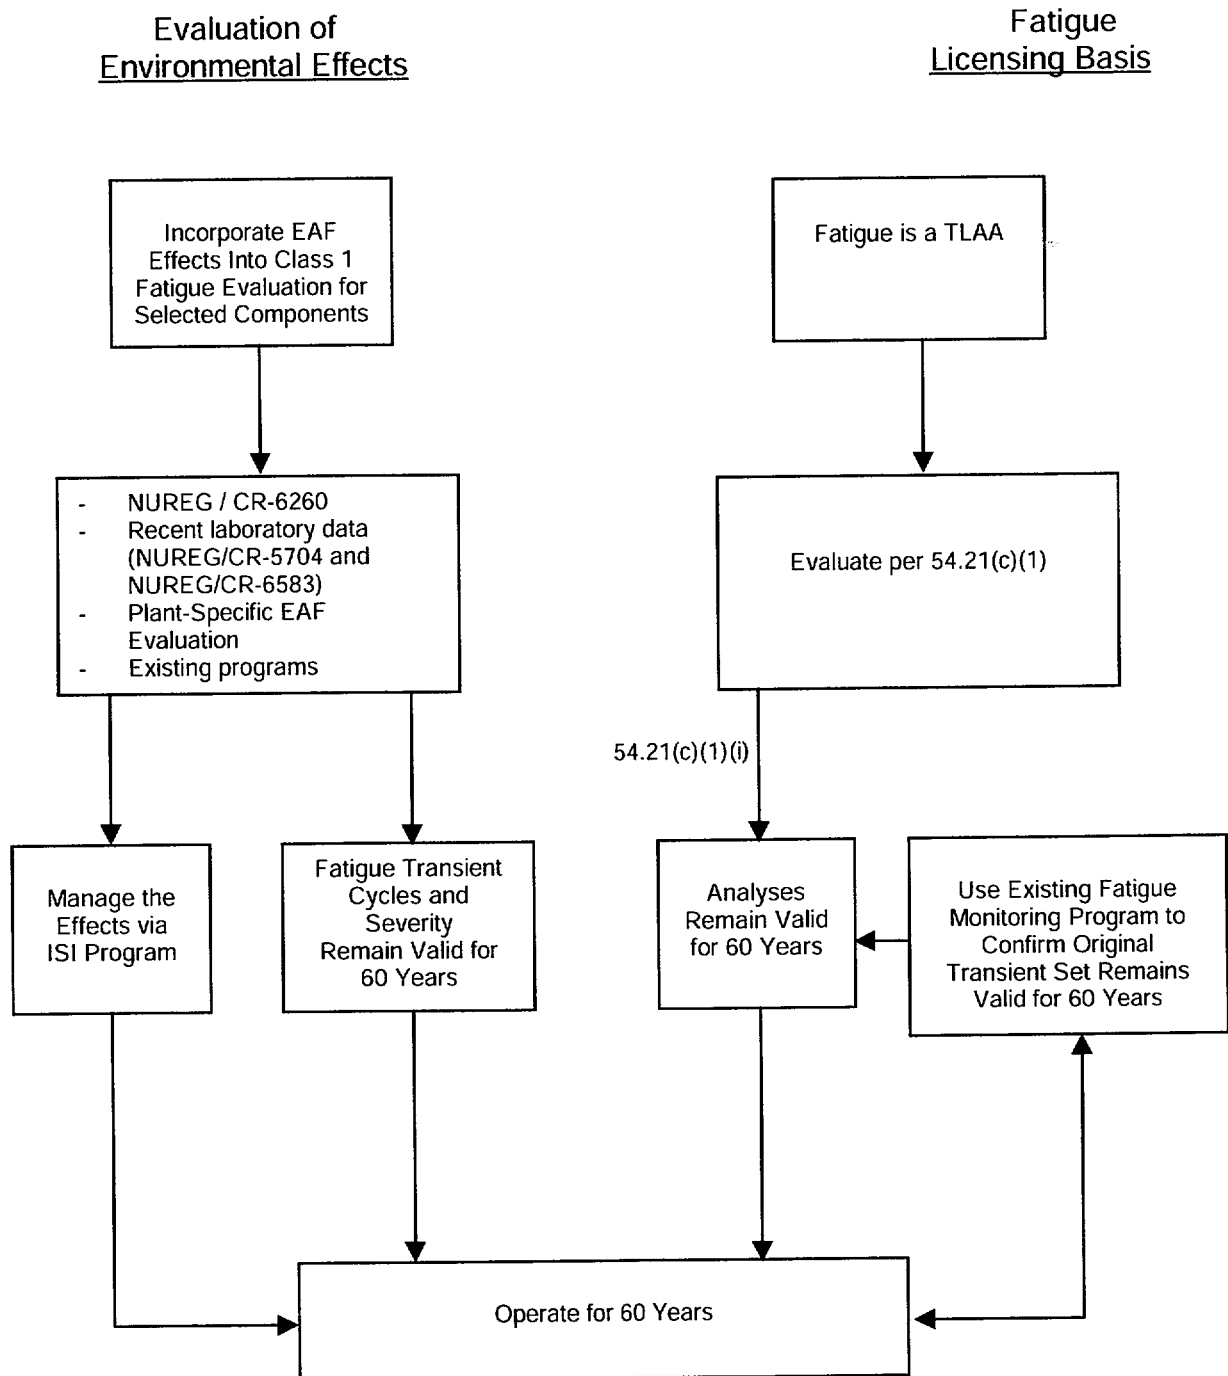 Evaluation of
Environmental Effects
Fatigue
Licensing Basis
Incorporate EAF
Effects Into Class 1
Fatigue Evaluation for
Selected Components
Fatigue is a TLAA
- NUREG / CR-6260
- Recent laboratory data
(NUREG/CR-5704 and
NUREG/CR-6583)
- Plant-Specific EAF
Evaluation
- Existing programs
Evaluate per 54.21(c)(1)
54.21(c)(1)(i)
Manage the
Effects via
ISI Program
Fatigue Transient
Cycles and
Severity
Remain Valid for
60 Years
Analyses
Remain Valid
for 60 Years
Use Existing Fatigue
Monitoring Program to
Confirm Original
Transient Set Remains
Valid for 60 Years
Operate for 60 Years